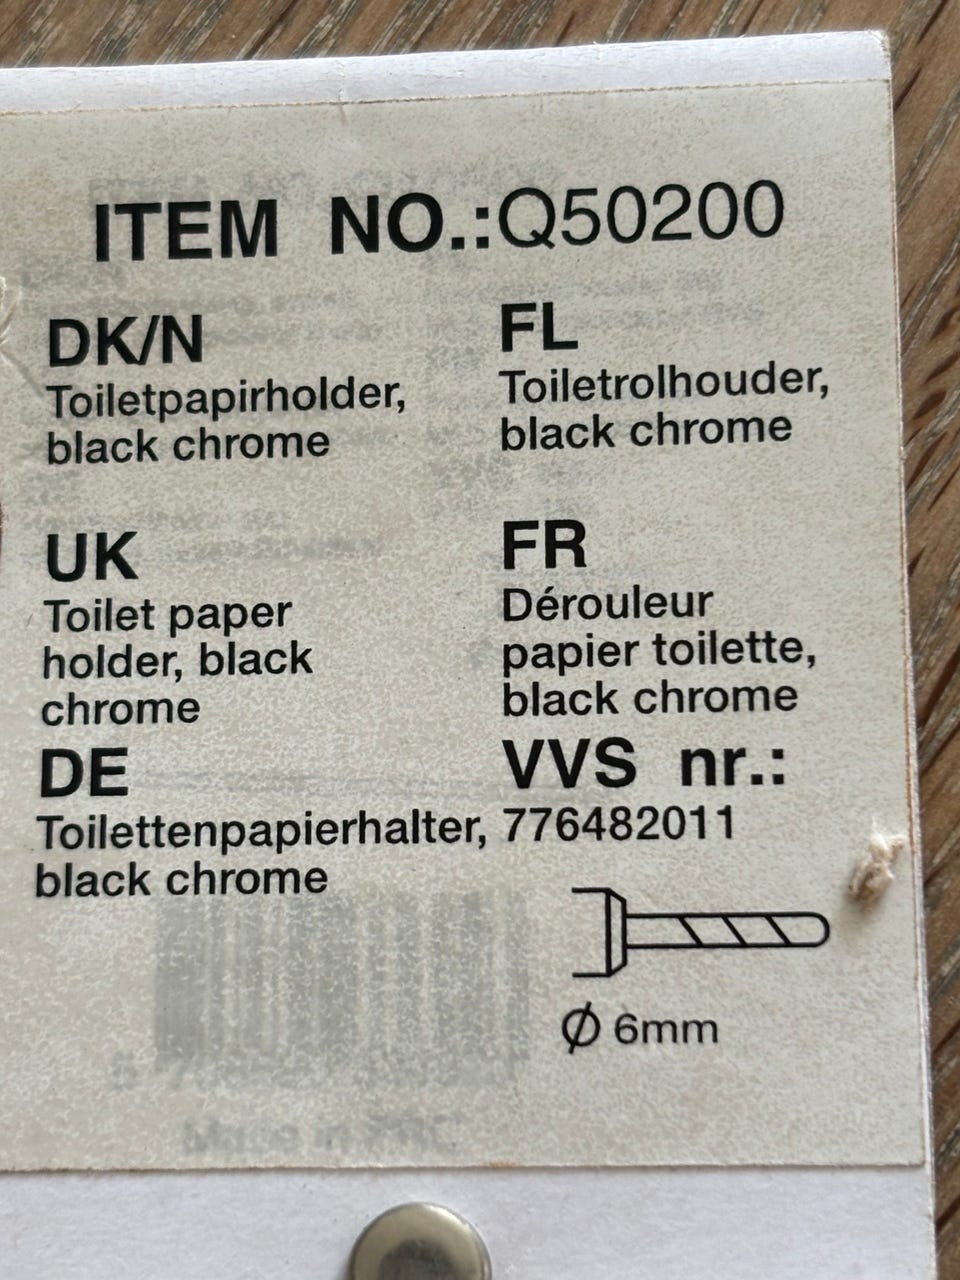 ITEM NO.:Q50200
DK/N
Toiletpapirholder,
black chrome
FL
Toiletrolhouder,
black chrome
UK
Toilet paper
holder, black
chrome
FR
Dérouleur
papier toilette,
black chrome
DE
Toilettenpapierhalter,
black chrome
VVS nr.:
776482011
Ø 6mm